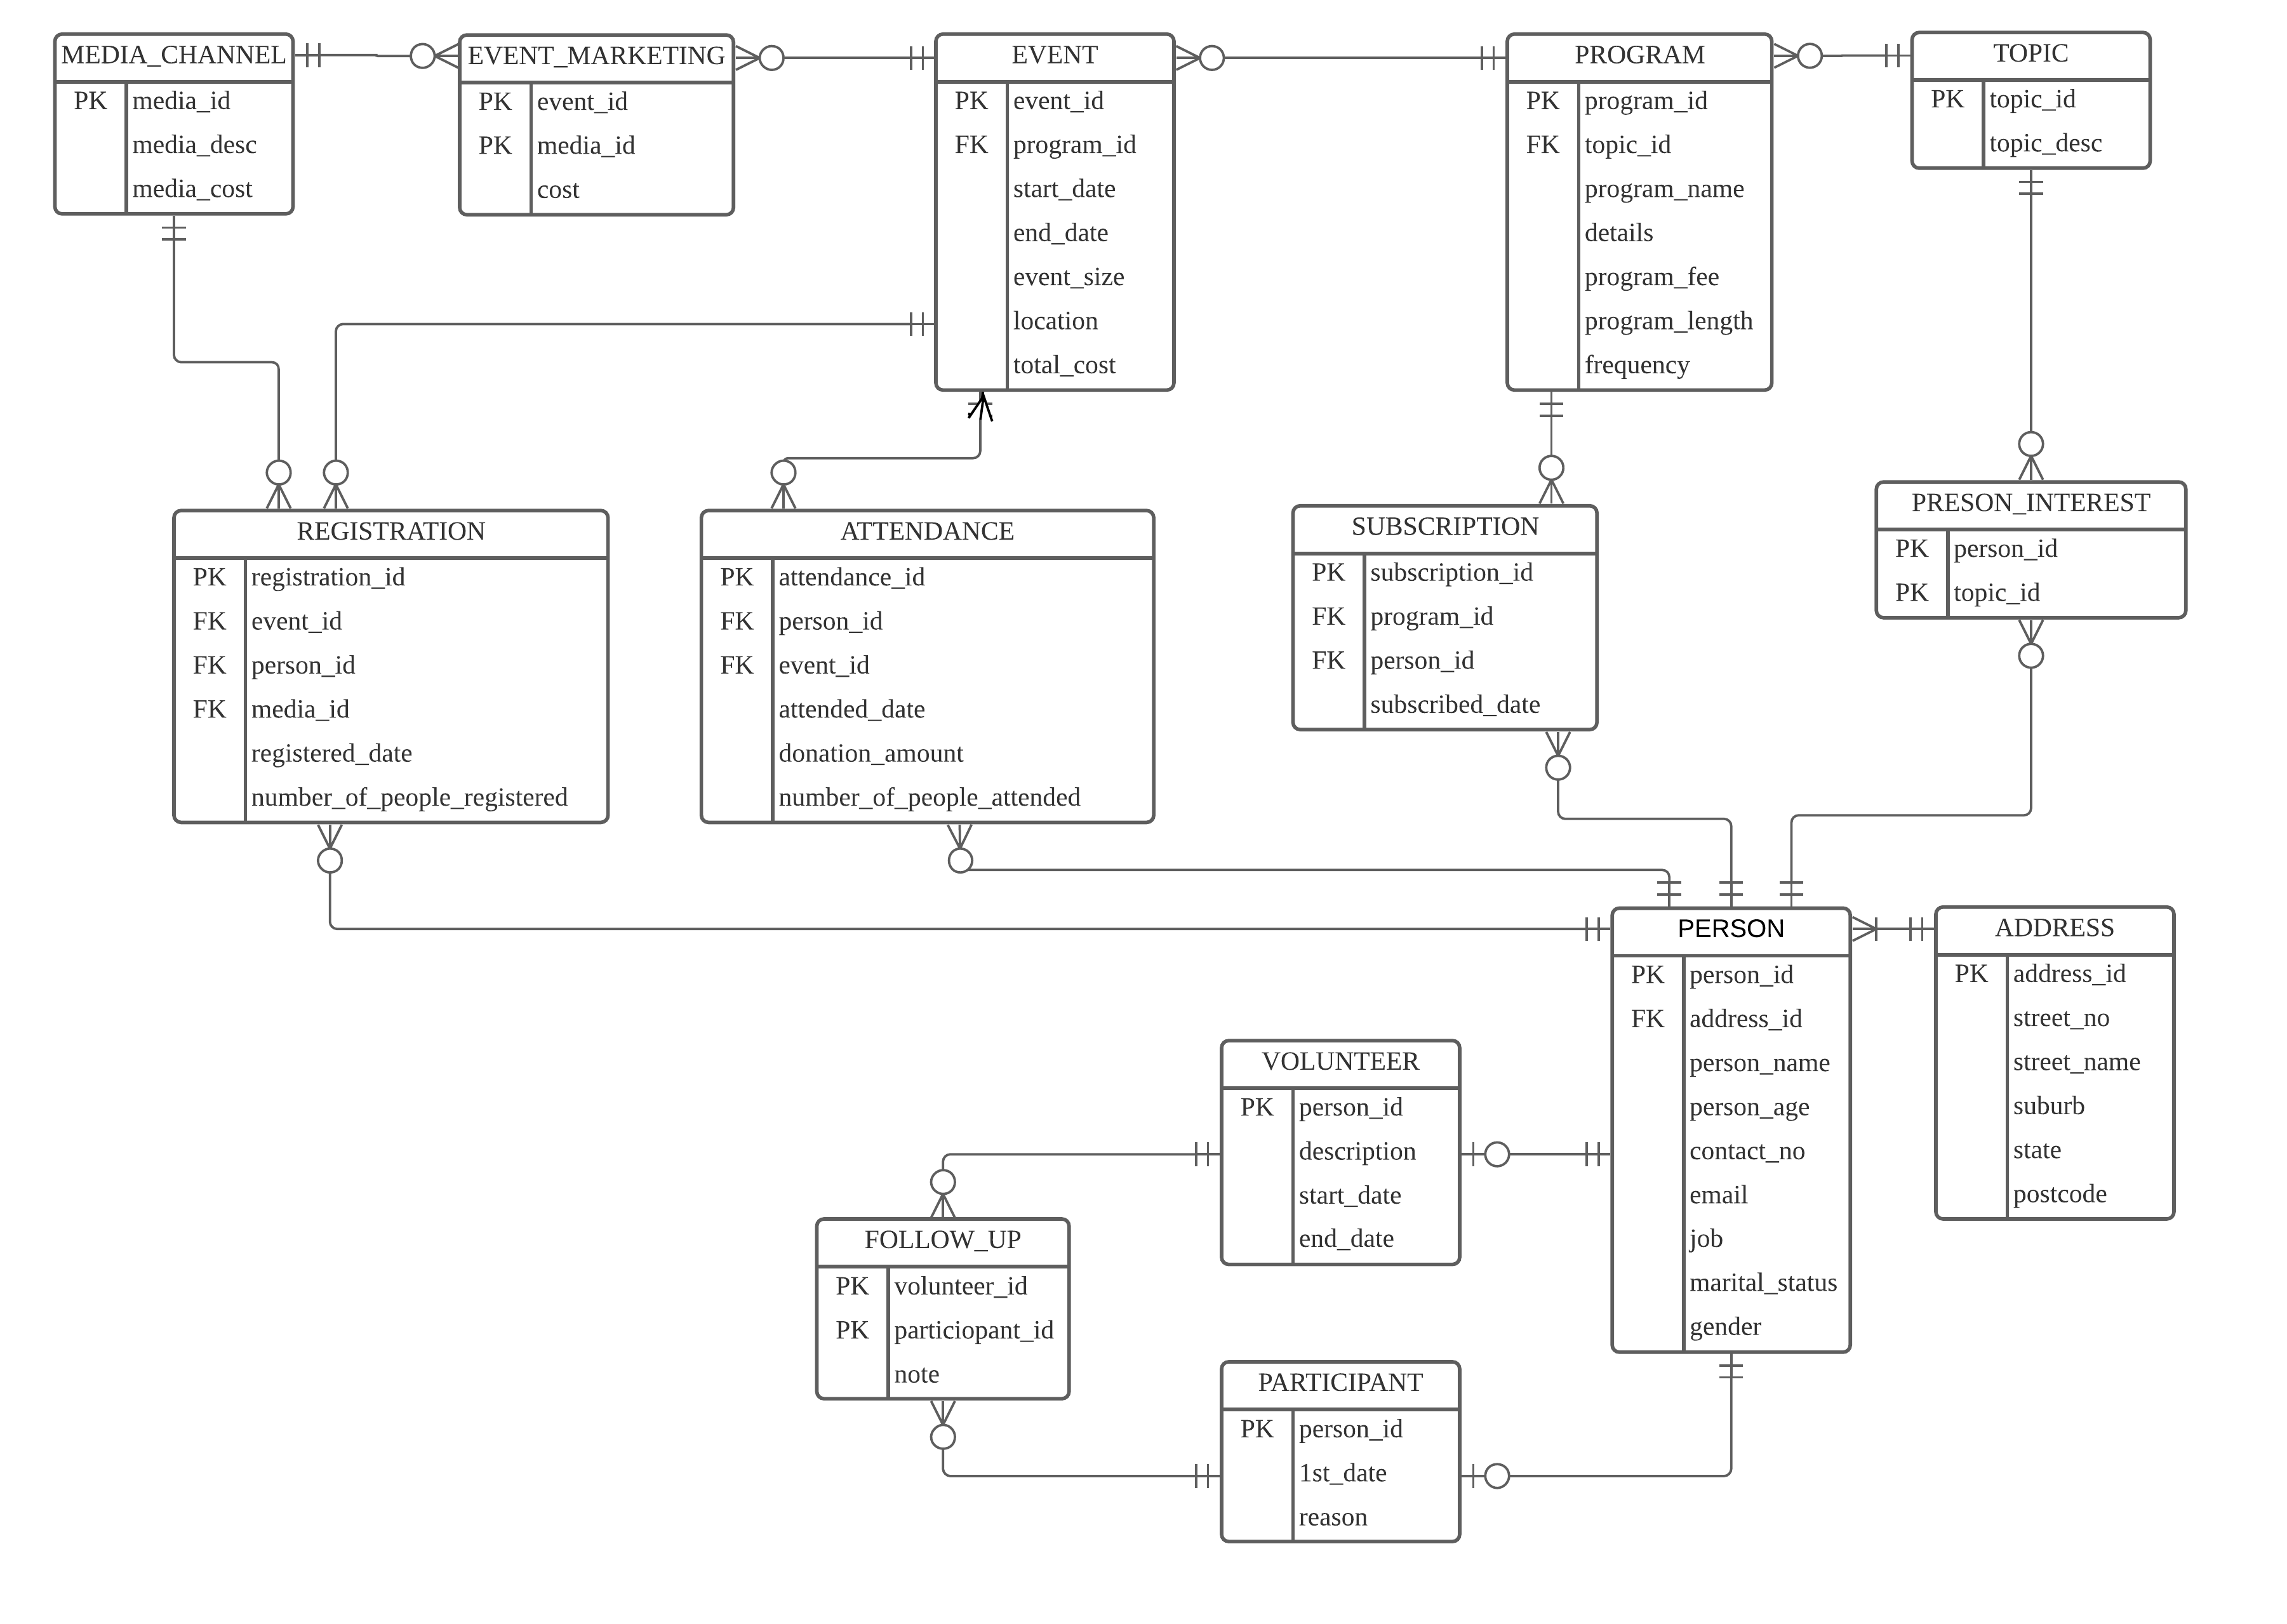 MEDIA_CHANNEL
PK media_id
media_desc
media_cost
EVENT_MARKETING
PK event_id
PK media_id
cost
EVENT
PK event_id
FK program_id
start_date
end_date
event_size
location
total_cost
PROGRAM
PK program_id
FK topic_id
program_name
details
program_fee
program_length
frequency
TOPIC
PK topic_id
topic_desc
REGISTRATION
PK registration_id
FK event_id
FK person_id
FK media_id
registered_date
number_of_people_registered
ATTENDANCE
PK attendance_id
FK person_id
FK event_id
attended_date
donation_amount
number_of_people_attended
SUBSCRIPTION
PK subscription_id
FK program_id
FK person_id
subscribed_date
PRESON_INTEREST
PK person_id
PK topic_id
PERSON
PK person_id
FK address_id
person_name
person_age
contact_no
email
job
marital_status
gender
ADDRESS
PK address_id
street_no
street_name
suburb
state
postcode
VOLUNTEER
PK person_id
description
start_date
end_date
FOLLOW_UP
PK volunteer_id
PK particiopant_id
note
PARTICIPANT
PK person_id
1st_date
reason